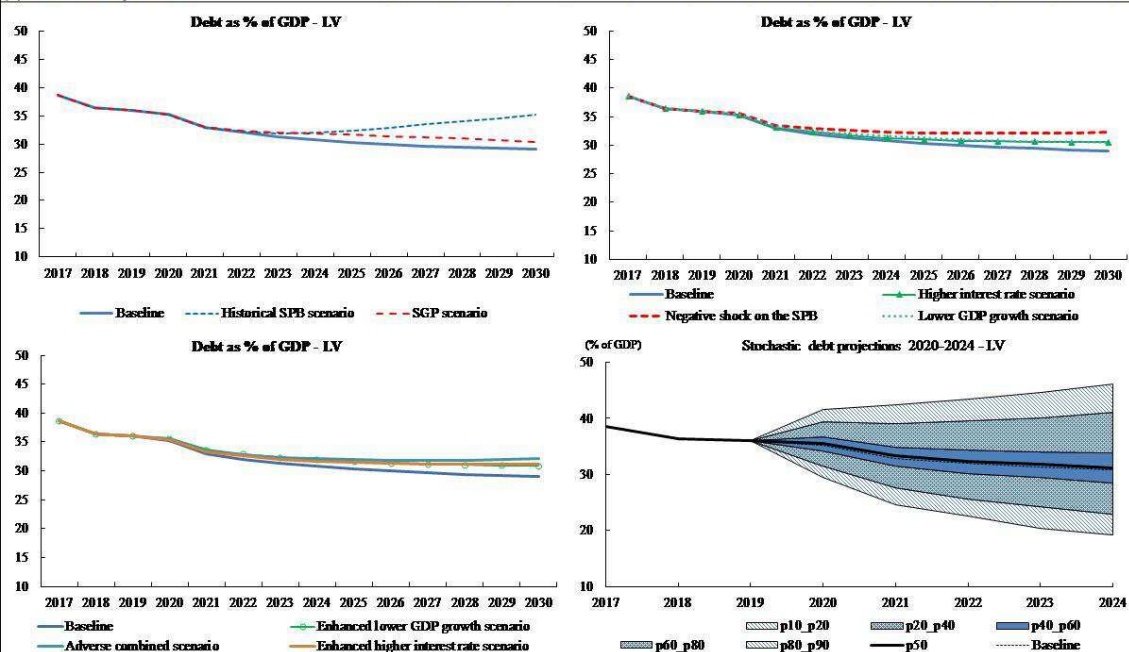 Debt as % of GDP - LV
50
45
40
35
30
25
20
15
10
2017 2018 2019 2020 2021 2022 2023 2024 2025 2026 2027 2028 2029 2030
Baseline Historical SPB scenario SGP scenario
Debt as % of GDP - LV
50
45
40
35
30
25
20
15
10
2017 2018 2019 2020 2021 2022 2023 2024 2025 2026 2027 2028 2029 2030
Baseline Higher interest rate scenario
Negative shock on the SPB Lower GDP growth scenario
Debt as % of GDP - LV
50
45
40
35
30
25
20
15
10
2017 2018 2019 2020 2021 2022 2023 2024 2025 2026 2027 2028 2029 2030
Baseline Enhanced lower GDP growth scenario
Adverse combined scenario Enhanced higher interest rate scenario
(% of GDP) Stochastic debt projections 2020-2024 - LV
50
40
30
20
10
2017 2018 2019 2020 2021 2022 2023 2024
p10_p20 p20_p40 p40_p60
p60_p80 p80_p90 p50 Baseline